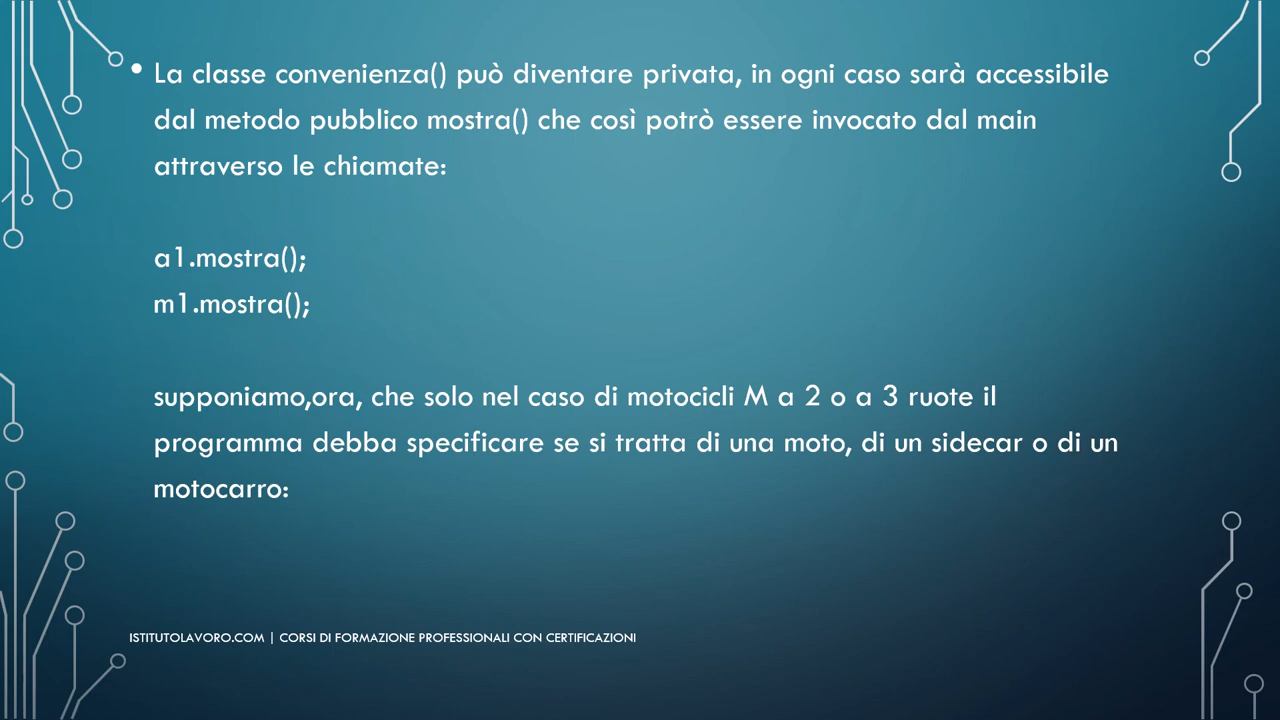 • La classe convenienza() può diventare privata, in ogni caso sarà accessibile
dal metodo pubblico mostra() che così potrò essere invocato dal main
attraverso le chiamate:
a1.mostra();
m1.mostra();
supponiamo,ora, che solo nel caso di motocicli M a 2 o a 3 ruote il
programma debba specificare se si tratta di una moto, di un sidecar o di un
motocarro:
ISTITUTOLAVORO.COM | CORSI DI FORMAZIONE PROFESSIONALI CON CERTIFICAZIONI